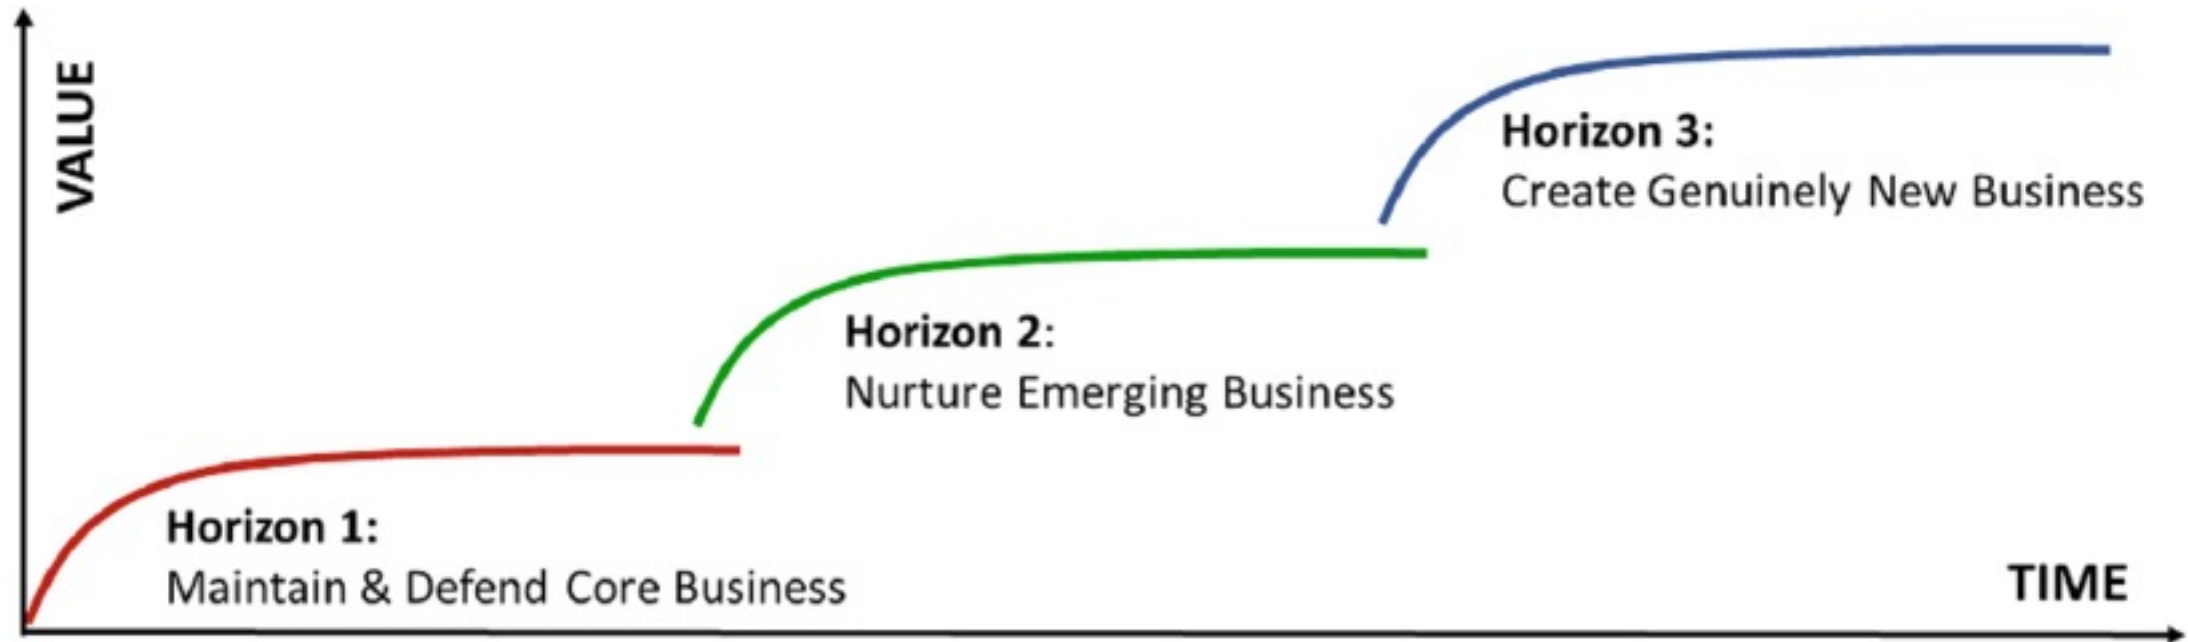 VALUE
Horizon 3:
Create Genuinely New Business
Horizon 2:
Nurture Emerging Business
Horizon 1:
Maintain & Defend Core Business
TIME